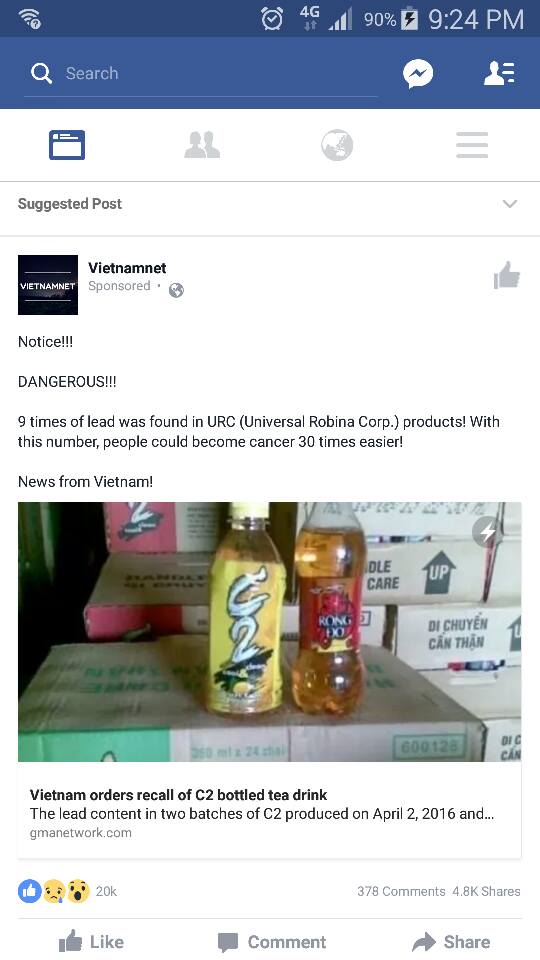 4G 90% 9:24 PM
Search
Suggested Post
VIETNAMNET
Vietnamnet
Sponsored •
Notice!!!
DANGEROUS!!!
9 times of lead was found in URC (Universal Robina Corp.) products! With
this number, people could become cancer 30 times easier!
News from Vietnam!
C2
RỒNG
ĐỎ
HANDLE
CARE
UP
DI CHUYỂN
CẨN THẬN
360 ml x 24 chai
600128
Vietnam orders recall of C2 bottled tea drink
The lead content in two batches of C2 produced on April 2, 2016 and...
gmanetwork.com
20k
378 Comments 4.8K Shares
Like
Comment
Share